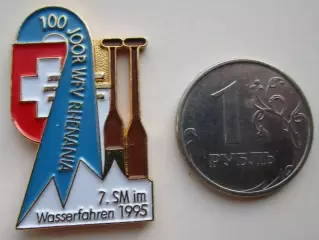 100 JOOR WFV RHENANIA
7. SM im
Wasserfahren 1995
1
РУБЛЬ